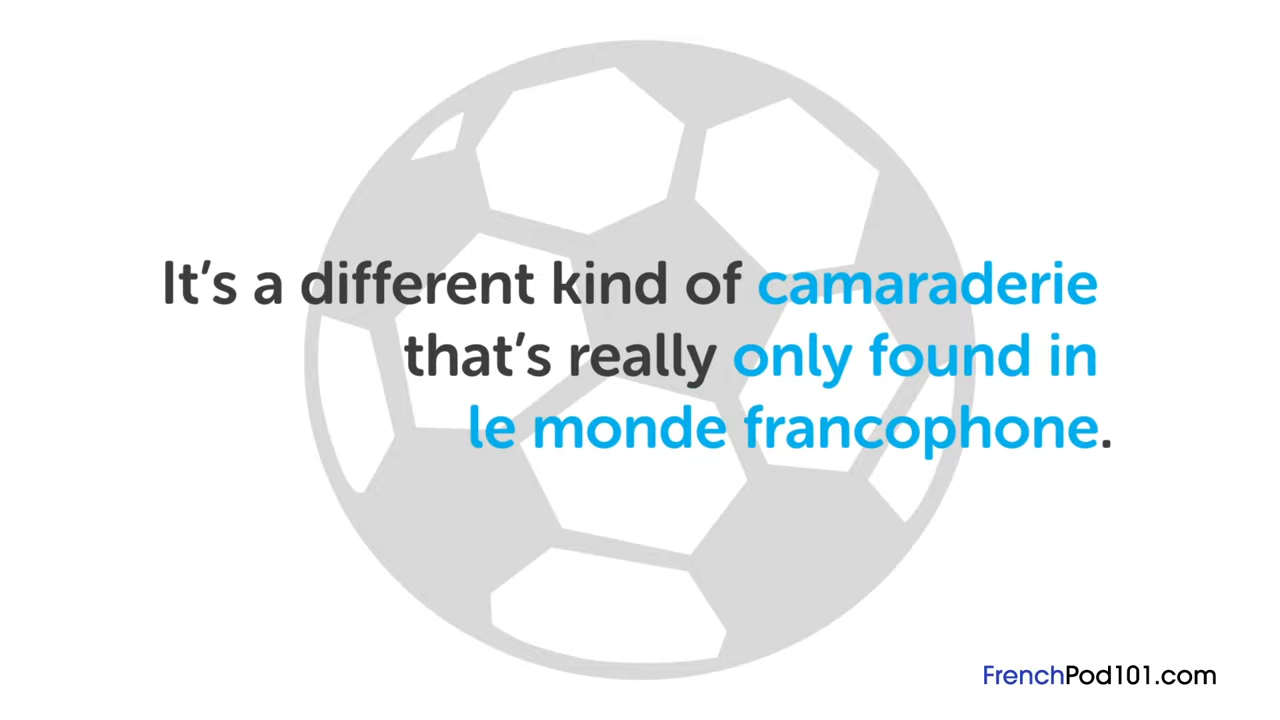 It's a different kind of camaraderie
that's really only found in
le monde francophone.
FrenchPod101.com